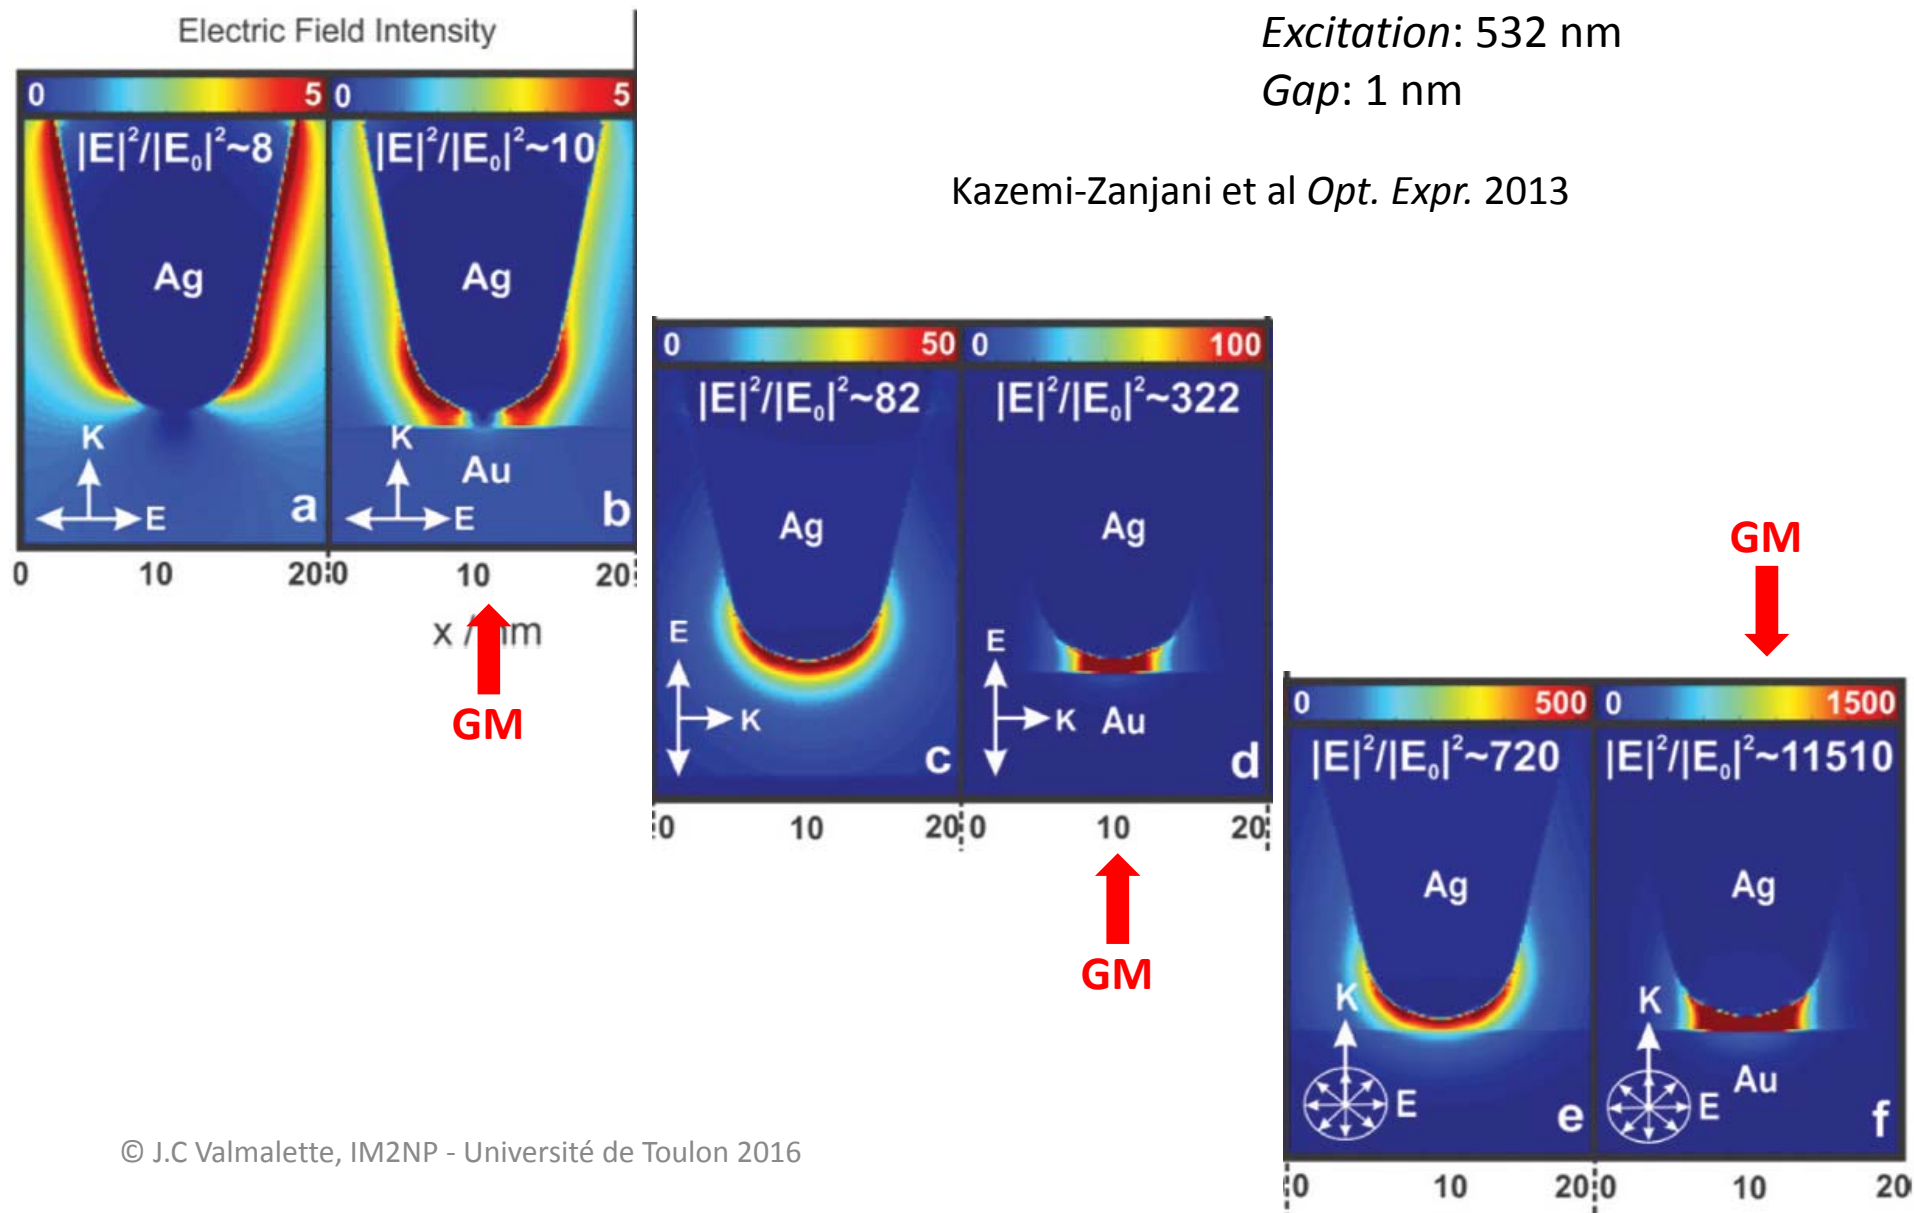 Electric Field Intensity
0 5 0 5
|E|²/|E₀|²~8 |E|²/|E₀|²~10
Ag Ag
K K
Au
E a E b
0 10 20 0 10 20
x / nm
GM
Excitation: 532 nm
Gap: 1 nm
Kazemi-Zanjani et al Opt. Expr. 2013
0 50 0 100
|E|²/|E₀|²~82 |E|²/|E₀|²~322
Ag Ag
E E
K K Au
c d
0 10 20 0 10 20
GM
GM
0 500 0 1500
|E|²/|E₀|²~720 |E|²/|E₀|²~11510
Ag Ag
K K
Au
E E
e f
0 10 20 0 10 20
© J.C Valmalette, IM2NP - Université de Toulon 2016